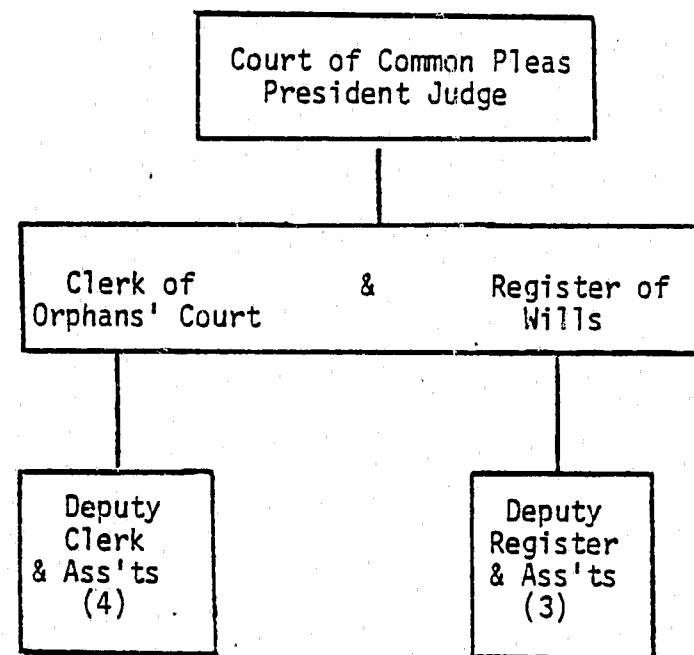 Court of Common Pleas
President Judge
Clerk of & Register of
Orphans' Court Wills
Deputy
Clerk
& Ass'ts
(4)
Deputy
Register
& Ass'ts
(3)